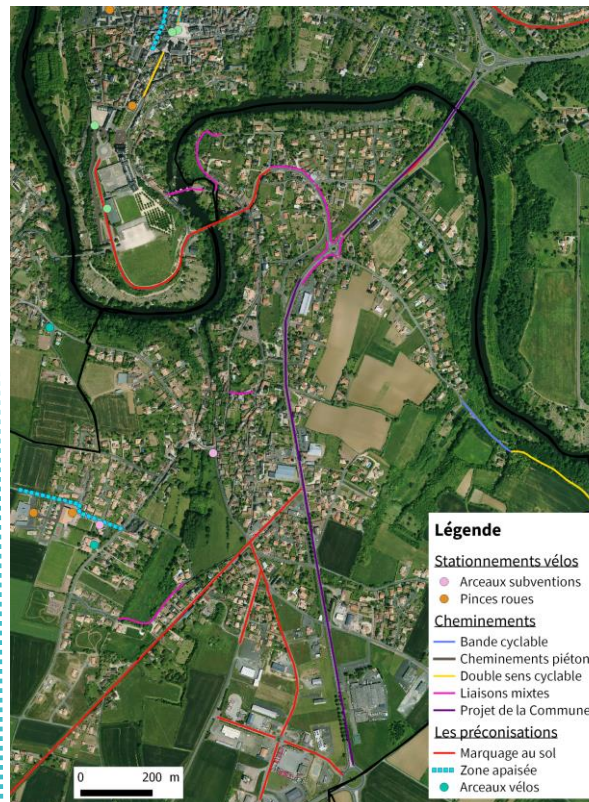 Légende
Stationnements vélos
Arceaux subventions
Pinces roues
Cheminements
Bande cyclable
Cheminements piéton
Double sens cyclable
Liaisons mixtes
Projet de la Commune
Les préconisations
Marquage au sol
Zone apaisée
Arceaux vélos
0 200 m